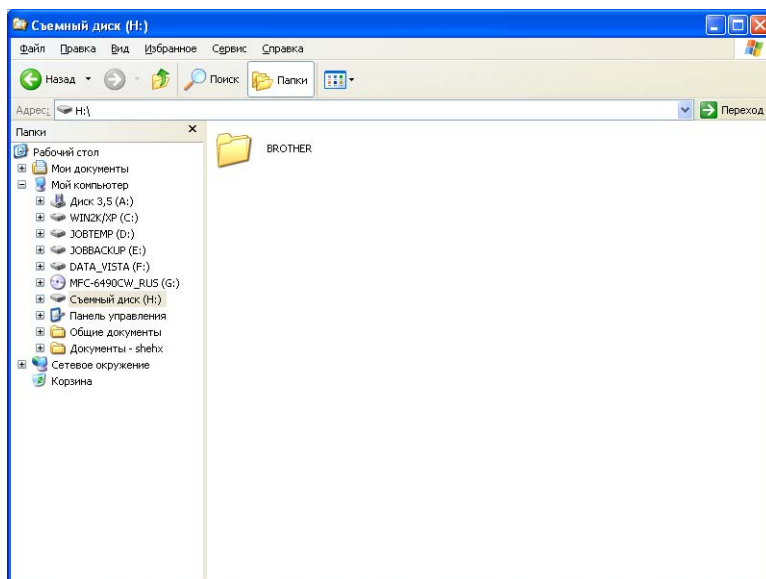 Съемный диск (H:)
Файл Правка Вид Избранное Сервис Справка
Назад Поиск Папки
Адрес: H:\ Переход
Папки x
BROTHER
Рабочий стол
Мои документы
Мой компьютер
Диск 3,5 (A:)
WIN2K/XP (C:)
JOBTEMP (D:)
JOBBACKUP (E:)
DATA_VISTA (F:)
MFC-6490CW_RUS (G:)
Съемный диск (H:)
Панель управления
Общие документы
Документы - shehx
Сетевое окружение
Корзина